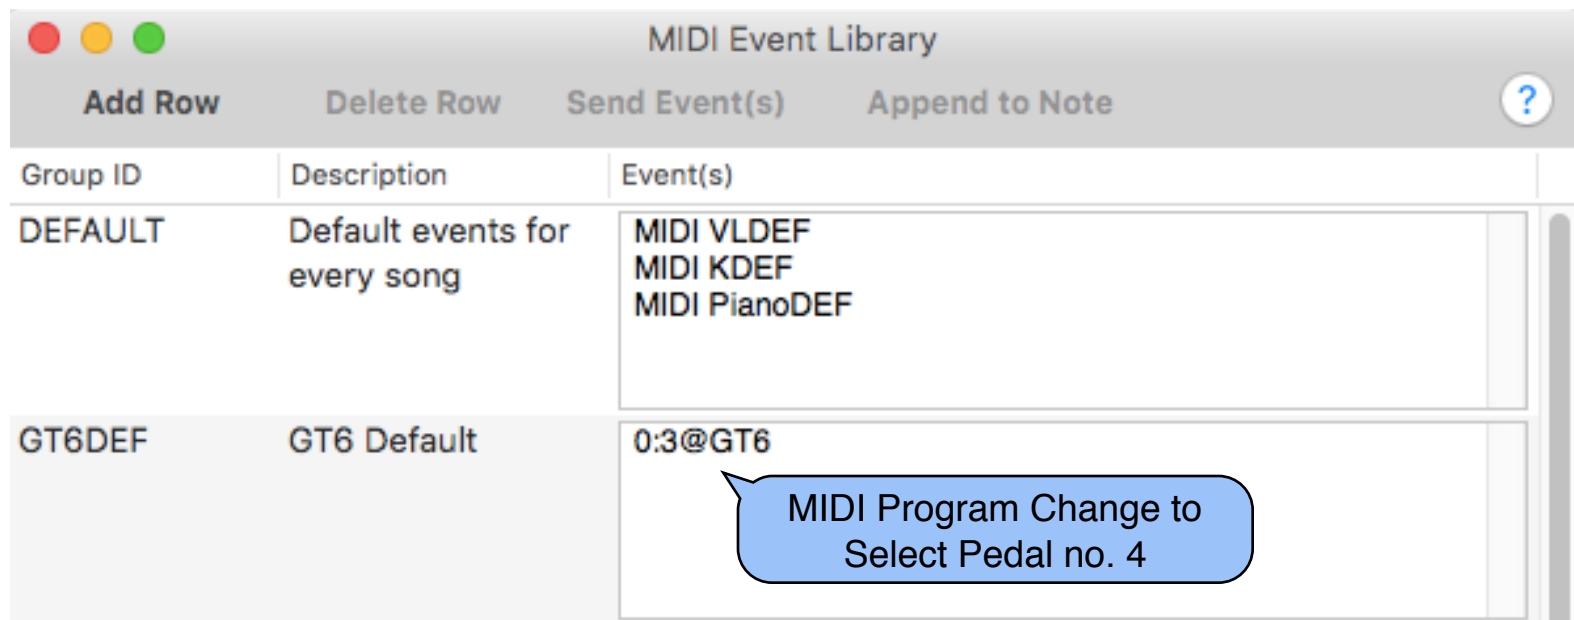 MIDI Event Library
Add Row Delete Row Send Event(s) Append to Note ?
Group ID Description Event(s)
DEFAULT Default events for every song MIDI VLDEF
MIDI KDEF
MIDI PianoDEF
GT6DEF GT6 Default 0:3@GT6
MIDI Program Change to
Select Pedal no. 4